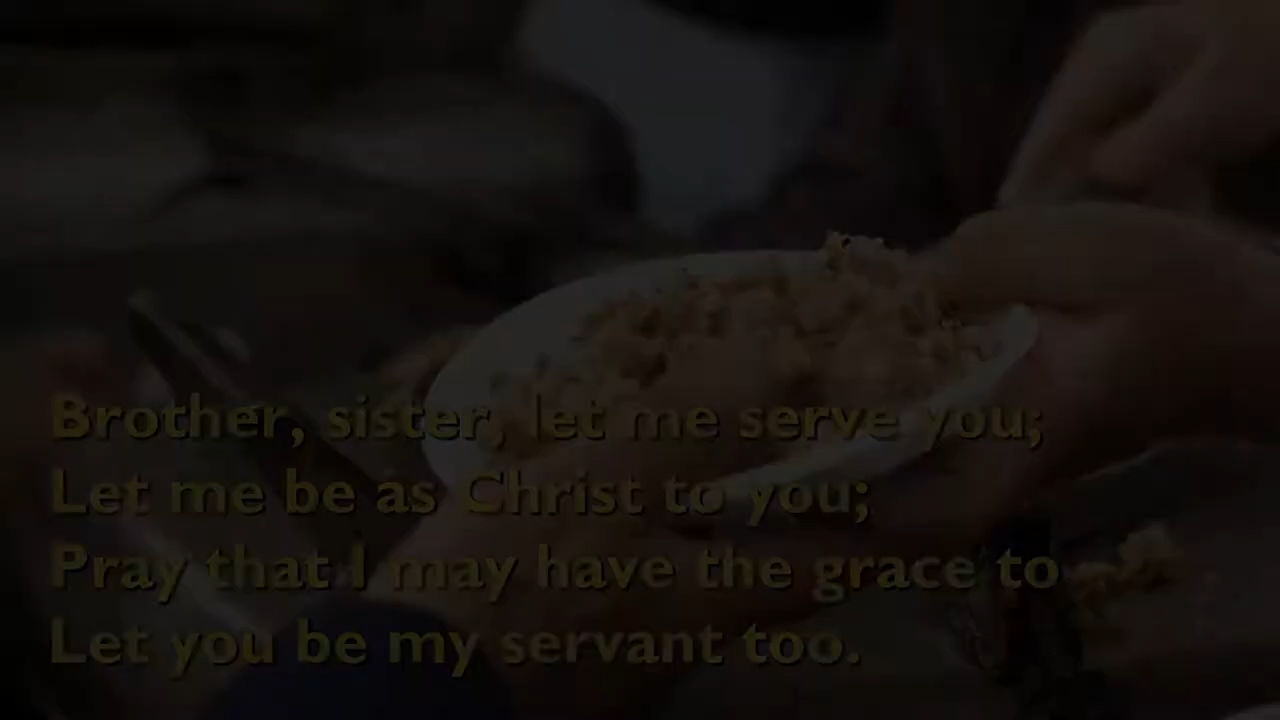 Brother, sister, let me serve you;
Let me be as Christ to you;
Pray that I may have the grace to
Let you be my servant too.